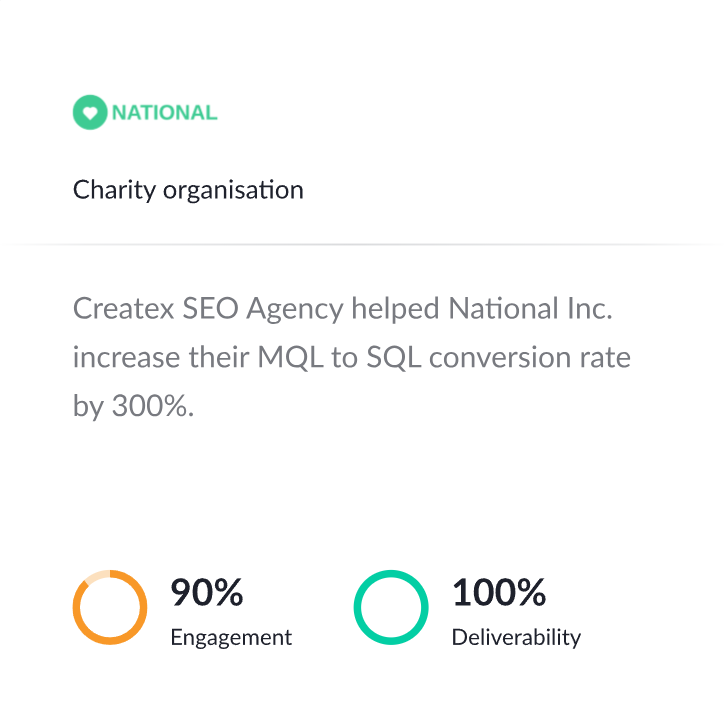 NATIONAL
Charity organisation
Createx SEO Agency helped National Inc.
increase their MQL to SQL conversion rate
by 300%.
90%
Engagement
100%
Deliverability